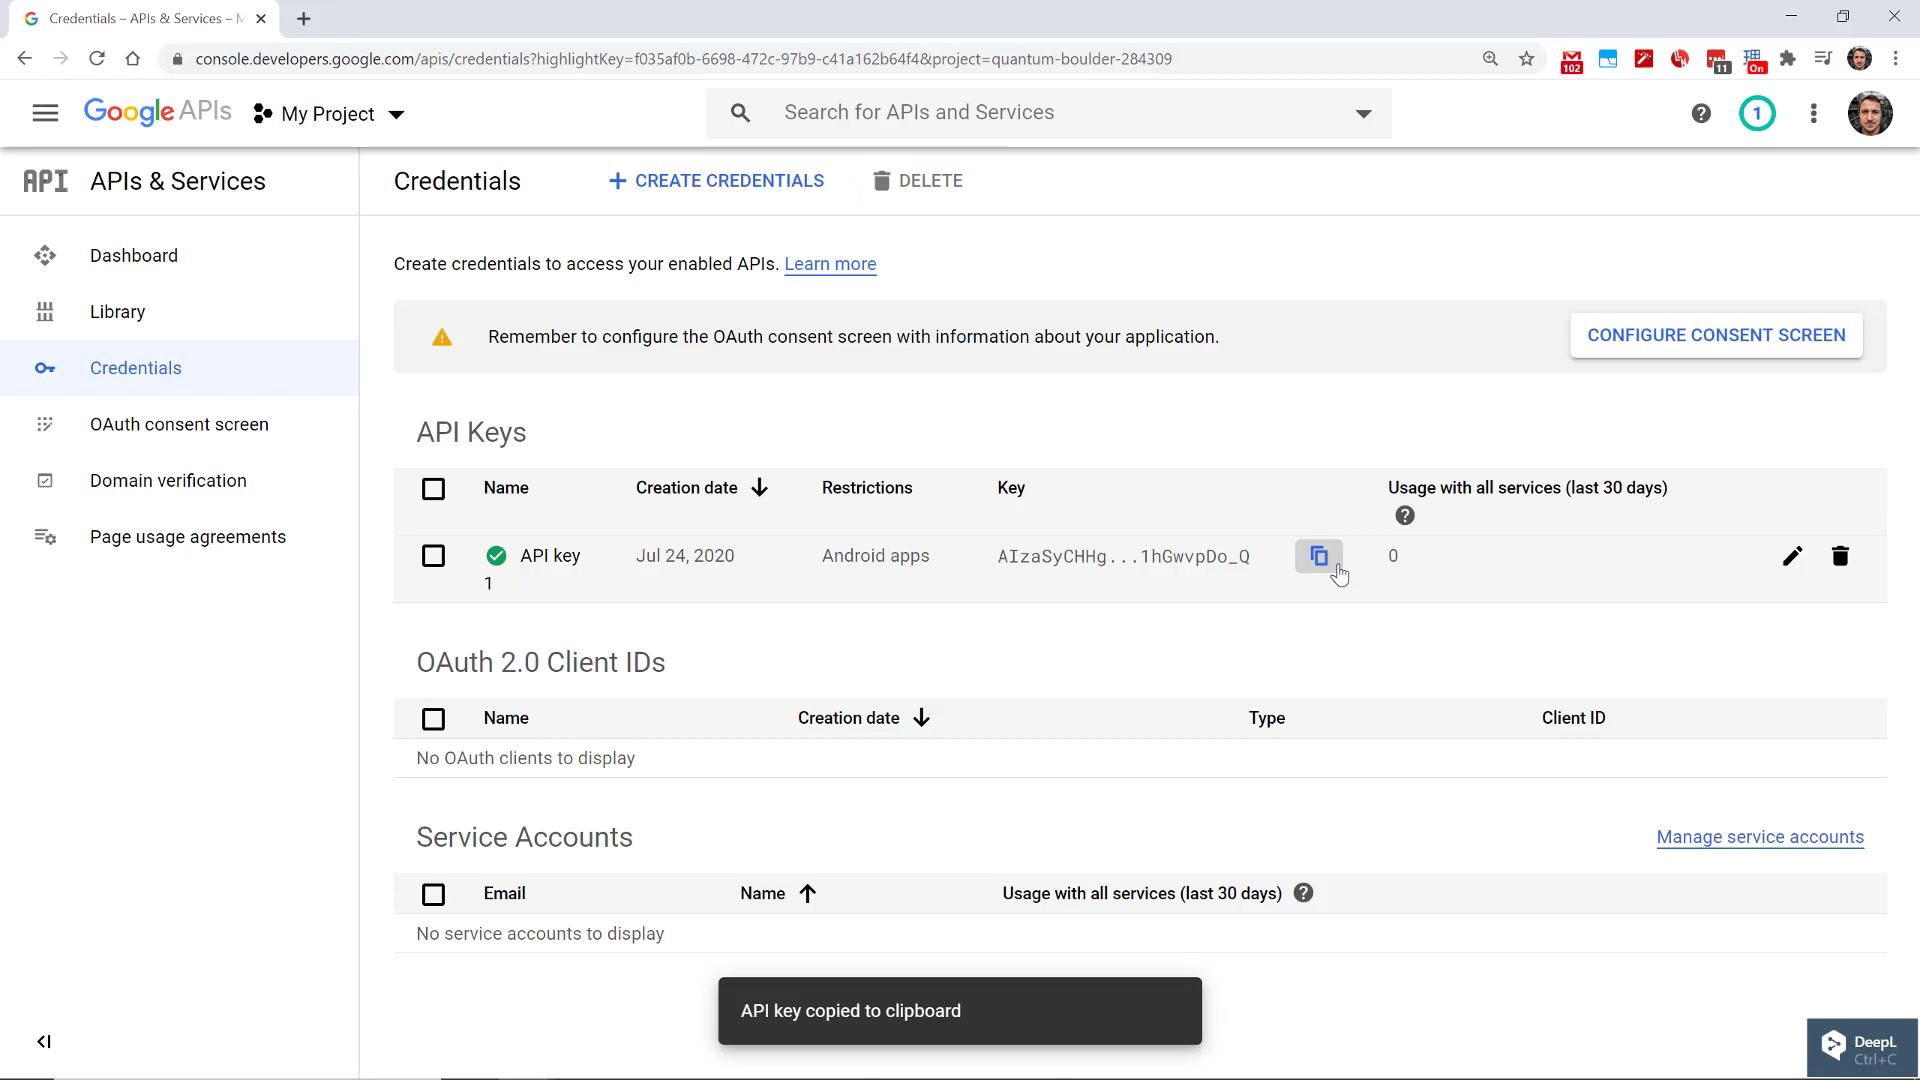 Credentials – APIs & Services – M
console.developers.google.com/apis/credentials?highlightKey=f035af0b-6698-472c-97b9-c41a162b64f4&project=quantum-boulder-284309
102
11
On
Google APIs
My Project
Search for APIs and Services
1
API
APIs & Services
Credentials
CREATE CREDENTIALS
DELETE
Dashboard
Library
Credentials
OAuth consent screen
Domain verification
Page usage agreements
Create credentials to access your enabled APIs. Learn more
Remember to configure the OAuth consent screen with information about your application.
CONFIGURE CONSENT SCREEN
API Keys
Name
Creation date
Restrictions
Key
Usage with all services (last 30 days)
API key
1
Jul 24, 2020
Android apps
AIzaSyCHHg...1hGwvpDo_Q
0
OAuth 2.0 Client IDs
Name
Creation date
Type
Client ID
No OAuth clients to display
Service Accounts
Manage service accounts
Email
Name
Usage with all services (last 30 days)
No service accounts to display
API key copied to clipboard
DeepL
Ctrl+C